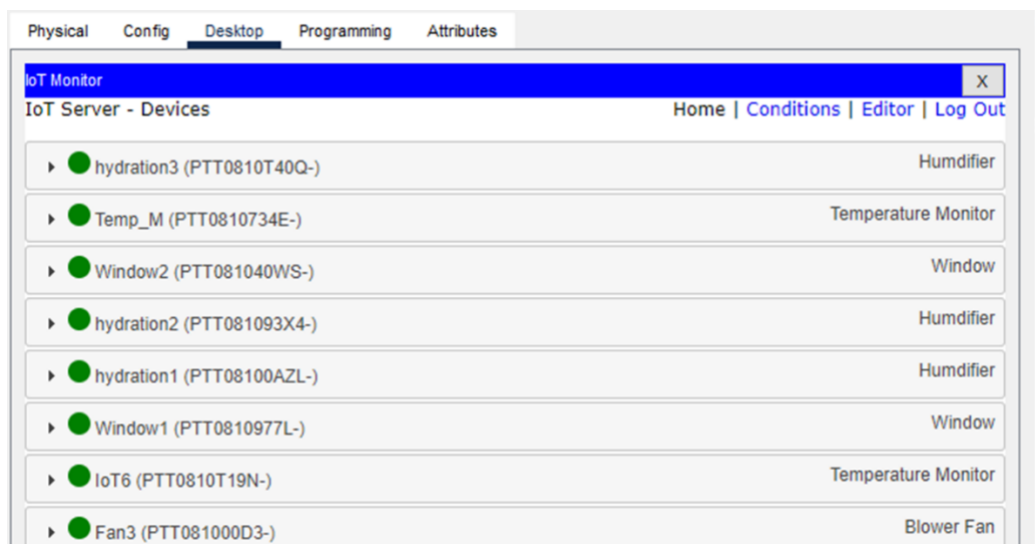 Physical Config Desktop Programming Attributes
IoT Monitor X
IoT Server - Devices Home | Conditions | Editor | Log Out
hydration3 (PTT0810T40Q-) Humdifier
Temp_M (PTT0810734E-) Temperature Monitor
Window2 (PTT081040WS-) Window
hydration2 (PTT081093X4-) Humdifier
hydration1 (PTT08100AZL-) Humdifier
Window1 (PTT0810977L-) Window
IoT6 (PTT0810T19N-) Temperature Monitor
Fan3 (PTT081000D3-) Blower Fan